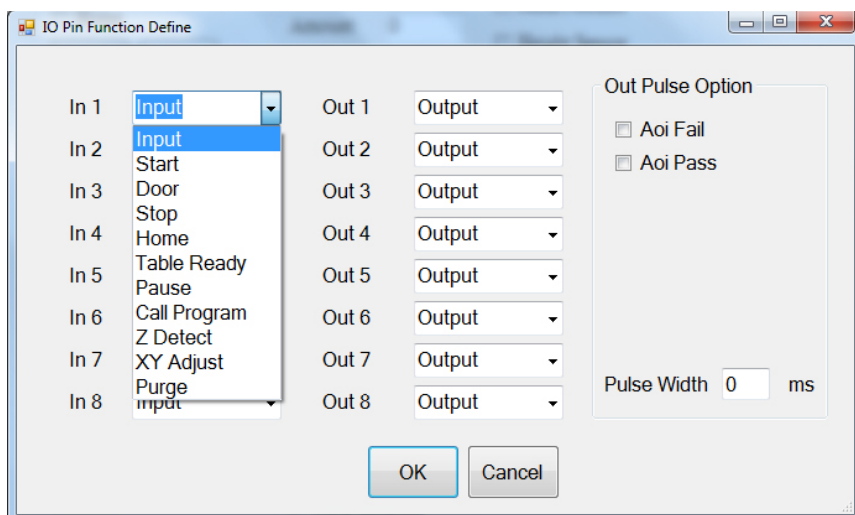 IO Pin Function Define
In 1 Input Out 1 Output
Input
In 2 Start Out 2 Output
In 3 Door Out 3 Output
Stop
In 4 Home Out 4 Output
In 5 Table Ready Out 5 Output
Pause
In 6 Call Program Out 6 Output
Z Detect
In 7 XY Adjust Out 7 Output
Purge
In 8 Input Out 8 Output
Out Pulse Option
Aoi Fail
Aoi Pass
Pulse Width 0 ms
OK Cancel